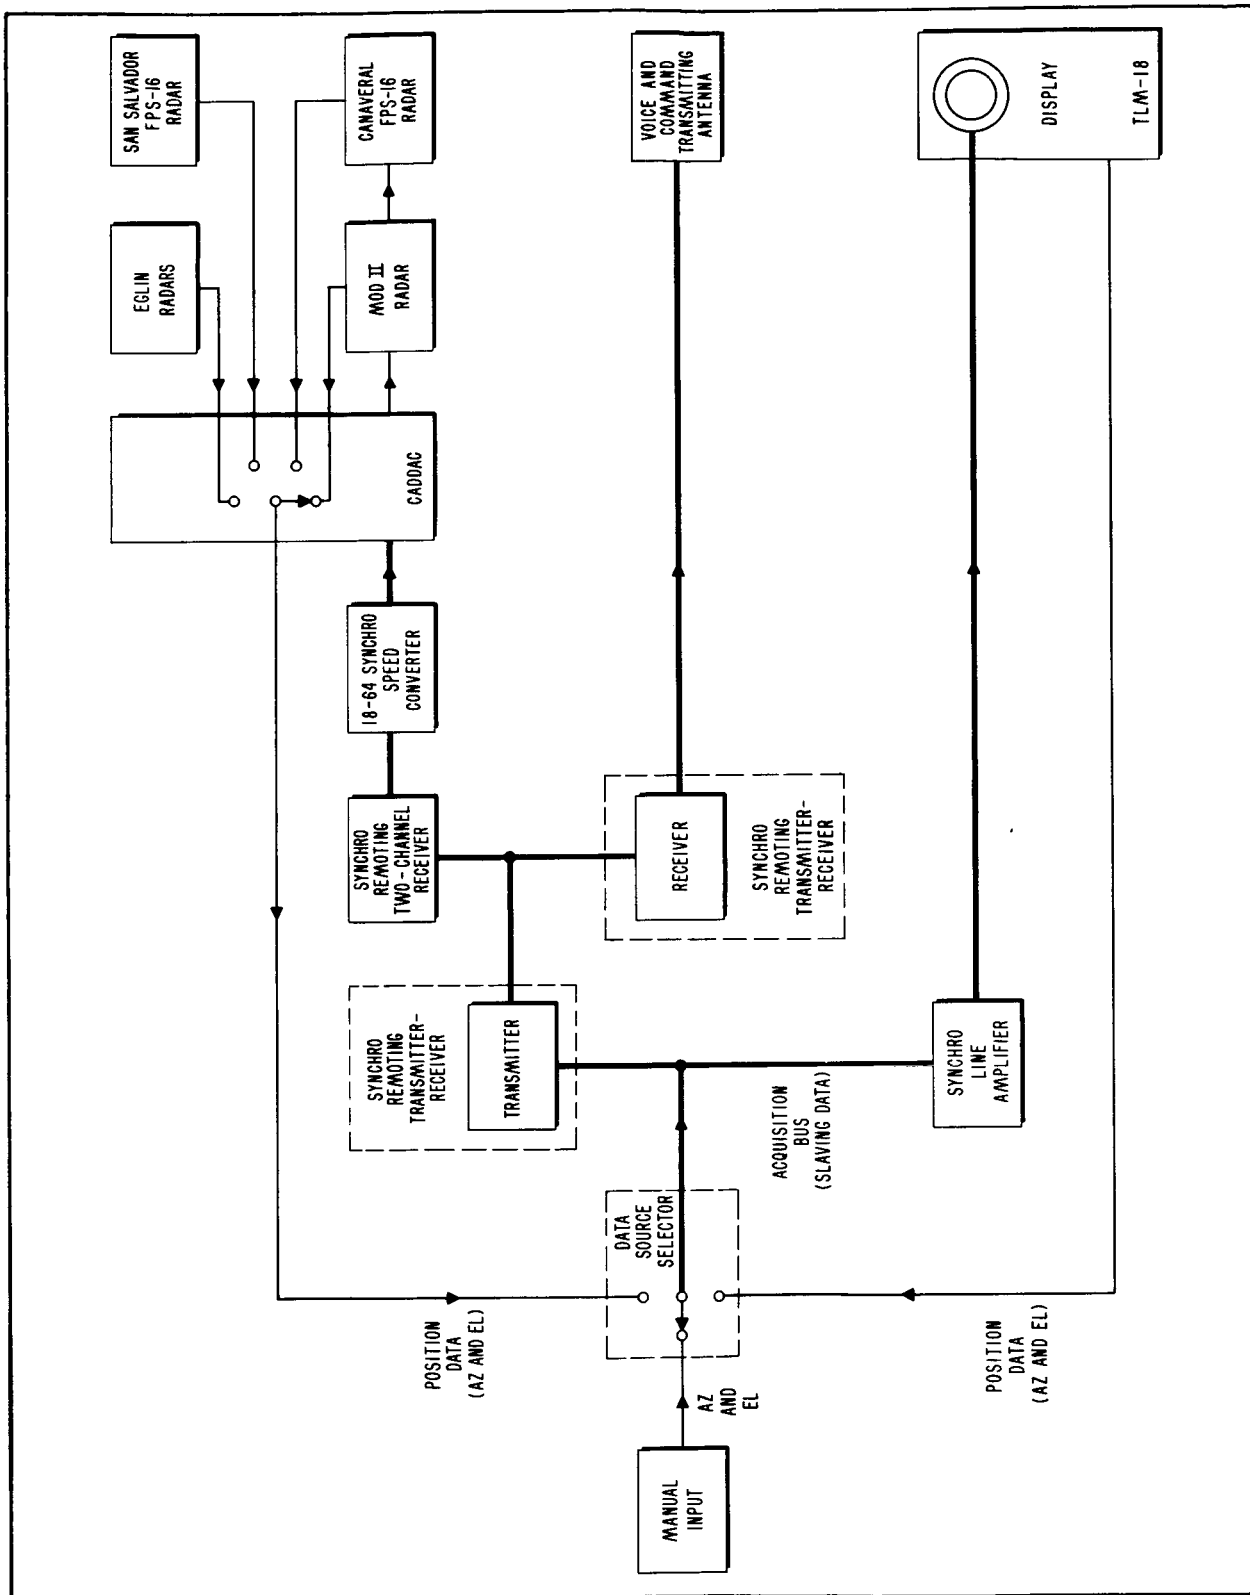 SAN SALVADOR
FPS-16
RADAR
EGLIN
RADARS
CANAVERAL
FPS-16
RADAR
MOD II
RADAR
CADDAC
18-64 SYNCHRO
SPEED
CONVERTER
SYNCHRO
REMOTING
TWO-CHANNEL
RECEIVER
VOICE AND
COMMAND
TRANSMITTING
ANTENNA
RECEIVER
SYNCHRO
REMOTING
TRANSMITTER-
RECEIVER
SYNCHRO
REMOTING
TRANSMITTER-
RECEIVER
TRANSMITTER
DISPLAY
TLM-18
SYNCHRO
LINE
AMPLIFIER
ACQUISITION
BUS
(SLAVING DATA)
DATA
SOURCE
SELECTOR
POSITION
DATA
(AZ AND EL)
AZ
AND
EL
POSITION
DATA
(AZ AND EL)
MANUAL
INPUT